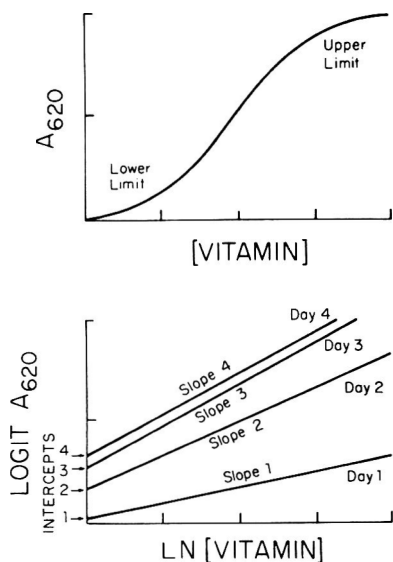 A620
Upper
Limit
Lower
Limit
[VITAMIN]
LOGIT A620
INTERCEPTS
4
3
2
1
Slope 4
Day 4
Slope 3
Day 3
Slope 2
Day 2
Slope 1
Day 1
LN [VITAMIN]